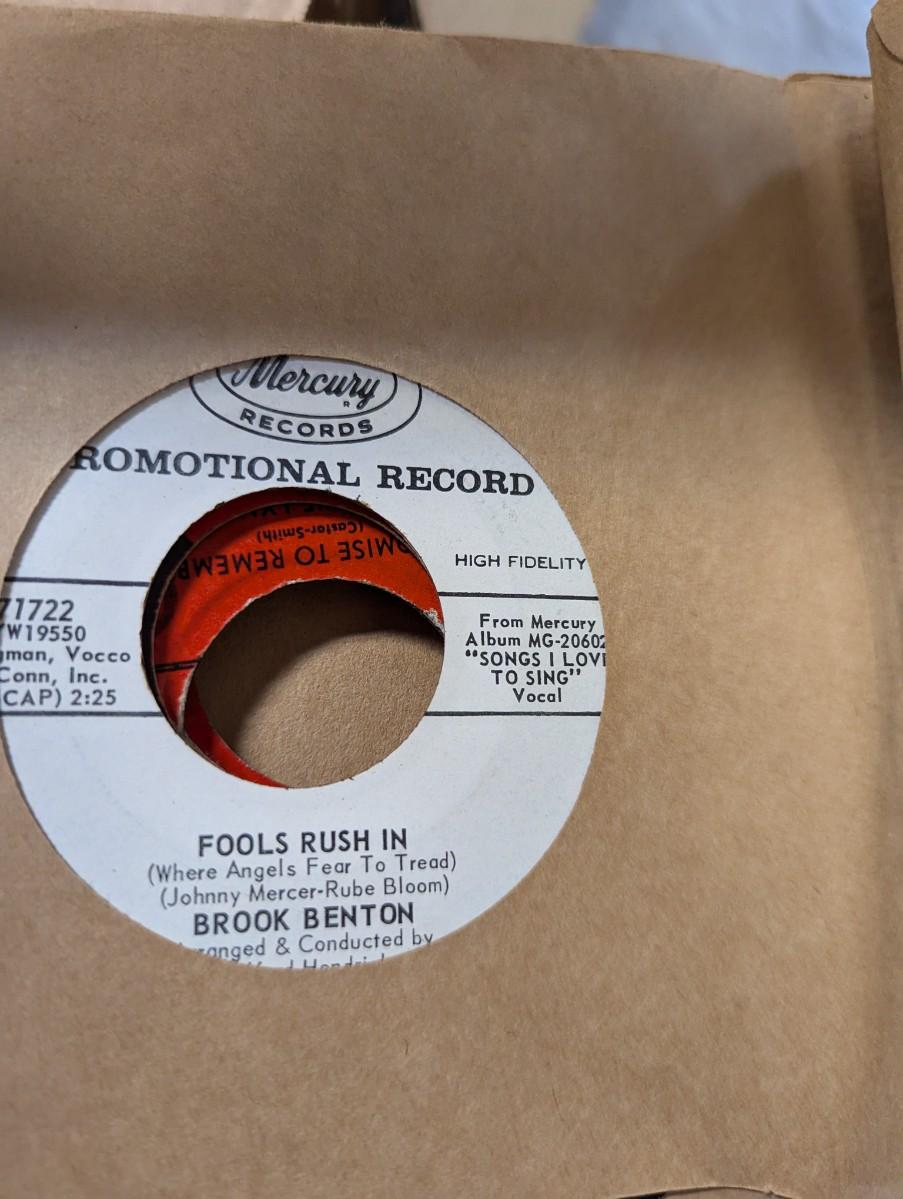 Mercury
R
RECORDS
ROMOTIONAL RECORD
(Castor-Smith)
OMISE TO REMEMB
HIGH FIDELITY
71722
YW19550
gman, Vocco
Conn, Inc.
CAP) 2:25
From Mercury
Album MG-20602
"SONGS I LOVE
TO SING"
Vocal
FOOLS RUSH IN
(Where Angels Fear To Tread)
(Johnny Mercer-Rube Bloom)
BROOK BENTON
ranged & Conducted by